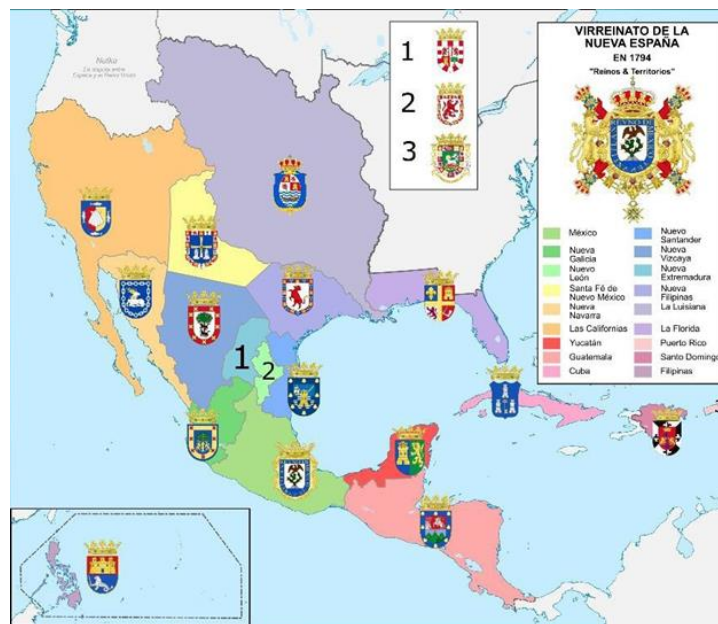 Nutka
1
2
3
VIRREINATO DE LA
NUEVA ESPAÑA
EN 1794
"Reinos & Territorios"
México
Nueva
Galicia
Nuevo
León
Santa Fé de
Nuevo México
Nueva
Navarra
Las Californias
Yucatán
Guatemala
Cuba
Nuevo
Santander
Nueva
Vizcaya
Nueva
Extremadura
Nueva
Filipinas
La Luisiana
La Florida
Puerto Rico
Santo Domingo
Filipinas
1
2